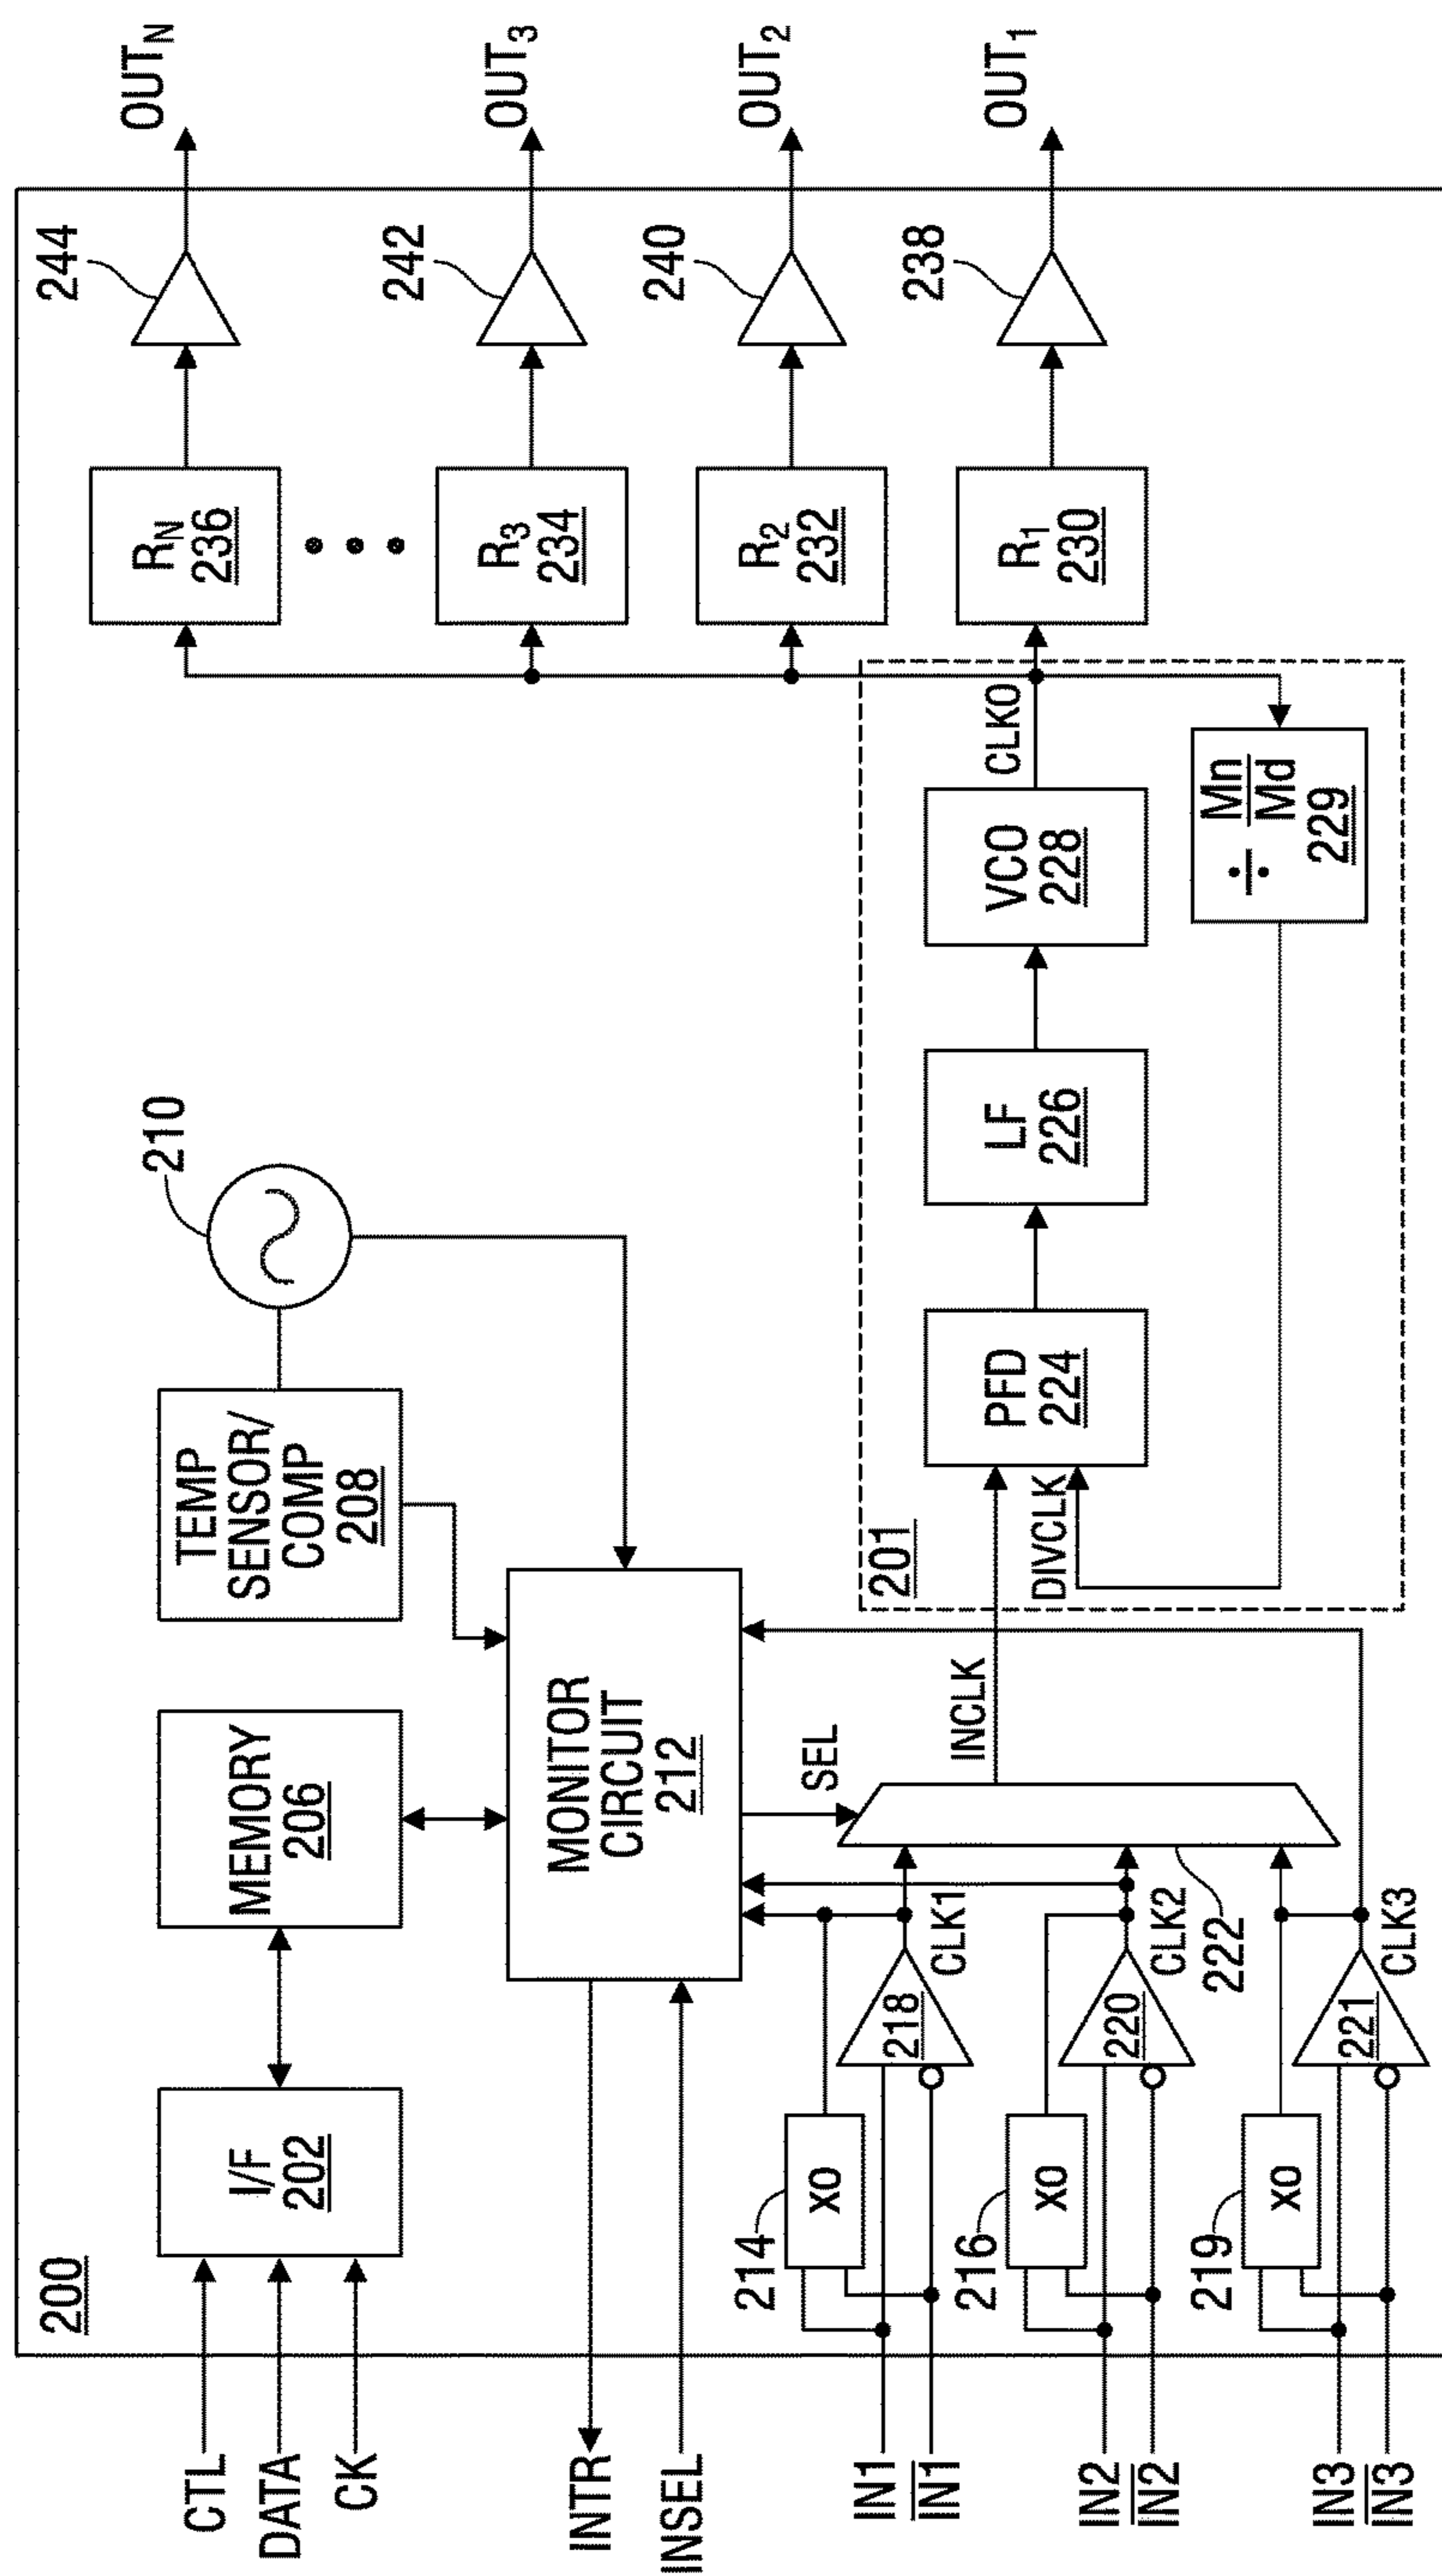 200
CTL
DATA
CK
I/F
202
MEMORY
206
TEMP
SENSOR/
COMP
208
210
INTR
INSEL
MONITOR
CIRCUIT
212
SEL
IN1
IN1
214
XO
218
CLK1
IN2
IN2
216
XO
220
CLK2
IN3
IN3
219
XO
221
CLK3
222
INCLK
201
DIVCLK
PFD
224
LF
226
VCO
228
CLKO
÷ Mn
Md
229
RN
236
244
OUTN
R3
234
242
OUT3
R2
232
240
OUT2
R1
230
238
OUT1